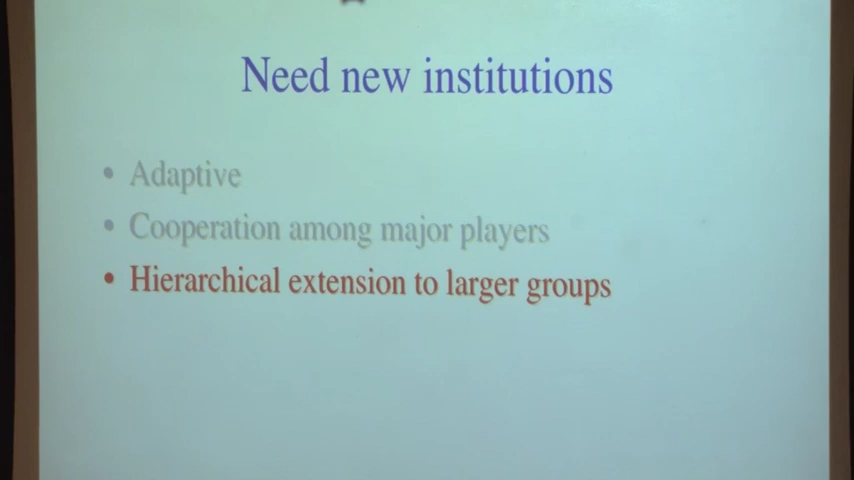 Need new institutions
• Adaptive
• Cooperation among major players
• Hierarchical extension to larger groups